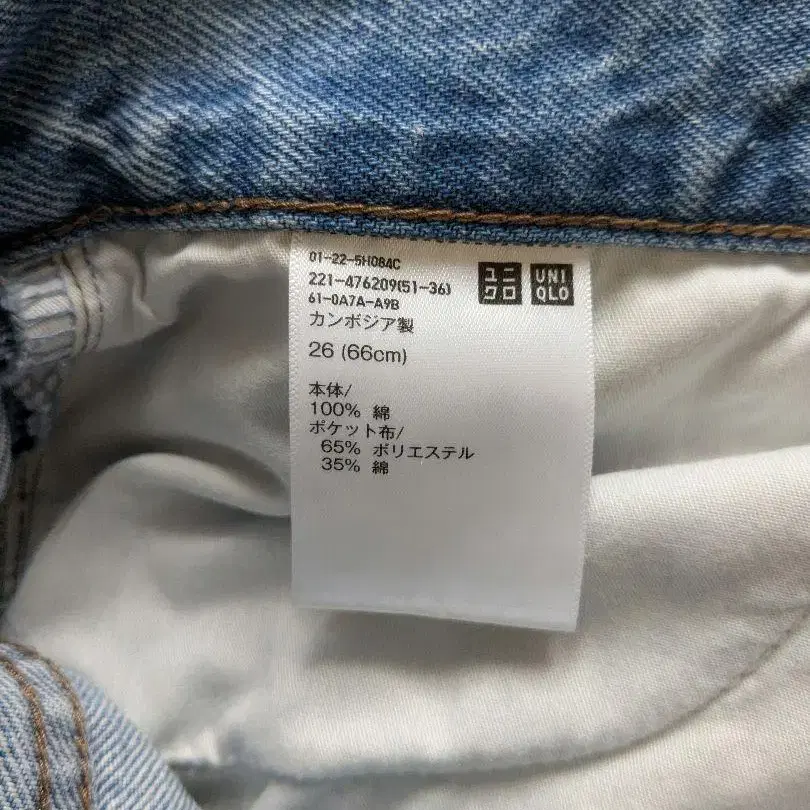 01-22-5H084C
221-476209(51-36)
61-0A7A-A9B
ユニ
クロ
UNI
QLO
カンボジア製
26 (66cm)
本体/
100% 綿
ポケット布/
65% ポリエステル
35% 綿